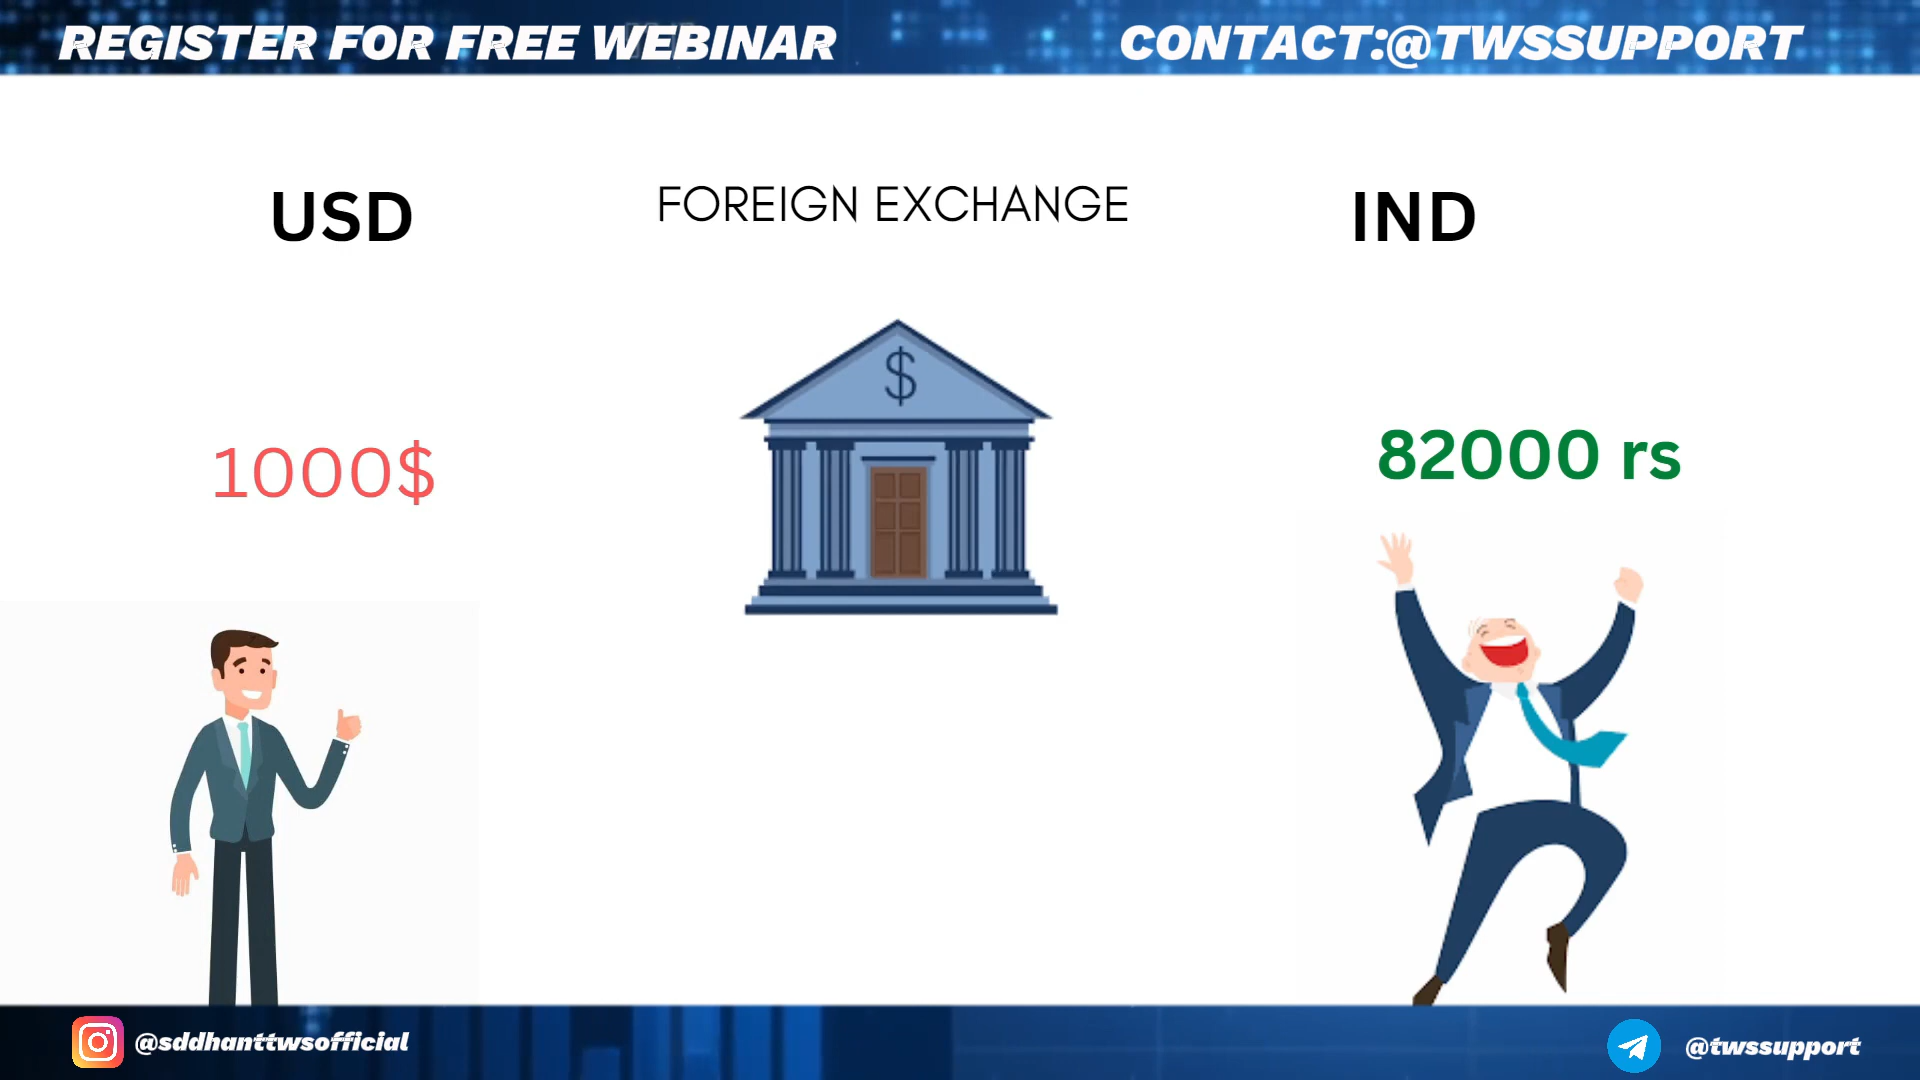 REGISTER FOR FREE WEBINAR
CONTACT:@TWSSUPPORT
USD
FOREIGN EXCHANGE
IND
$
1000$
82000 rs
@sddhanttwsofficial
@twssupport